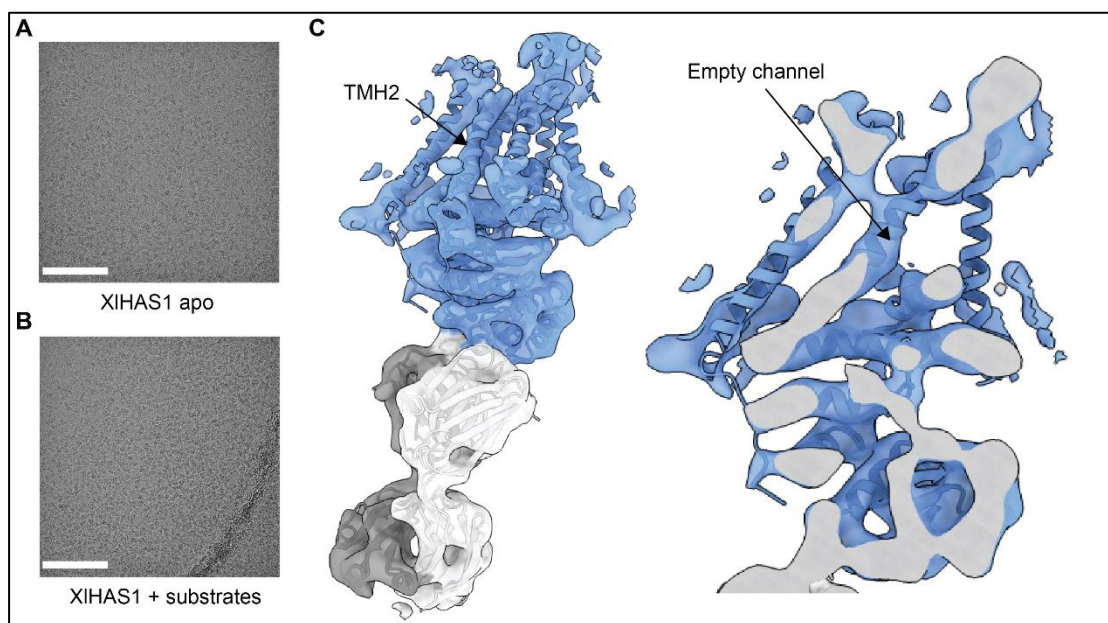 A
XlHAS1 apo
B
XlHAS1 + substrates
C
TMH2
Empty channel